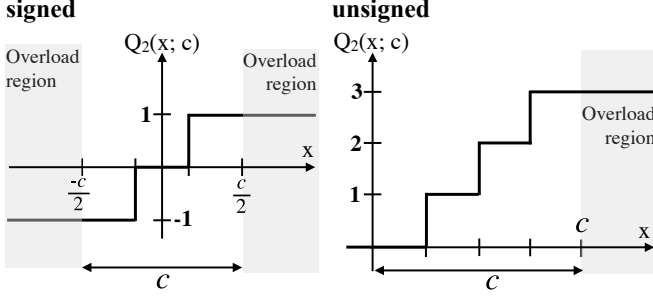 signed
Q₂(x; c)
Overload
region
Overload
region
1
x
-c
2
c
2
-1
c
unsigned
Q₂(x; c)
3
2
1
Overload
region
c
x
c